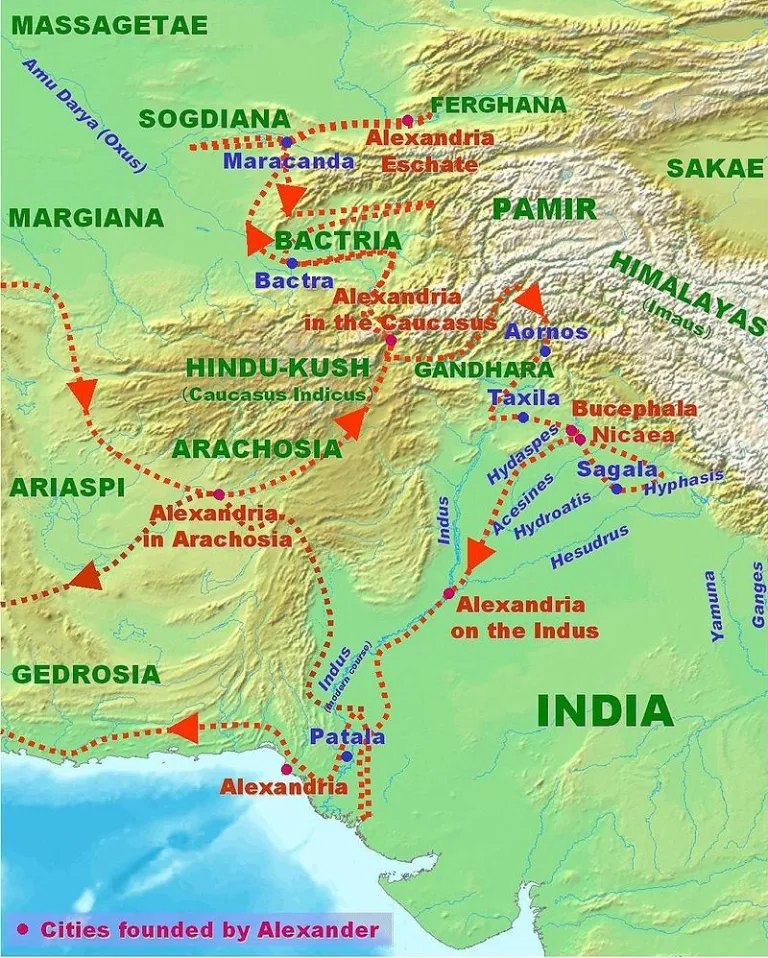 MASSAGETAE
Amu Darya (Oxus)
SOGDIANA
FERGHANA
Maracanda
Alexandria
Eschate
SAKAE
MARGIANA
PAMIR
BACTRIA
Bactra
HIMALAYAS
(Imaus)
Alexandria
in the Caucasus
Aornos
HINDU-KUSH
(Caucasus Indicus)
GANDHARA
Taxila
Bucephala
Nicaea
ARACHOSIA
Hydaspes
Sagala
Hyphasis
ARIASPI
Acesines
Hydroatis
Alexandria
in Arachosia
Indus
Hesudrus
Yamuna
Ganges
Alexandria
on the Indus
GEDROSIA
Indus
(modern course)
INDIA
Patala
Alexandria
Cities founded by Alexander